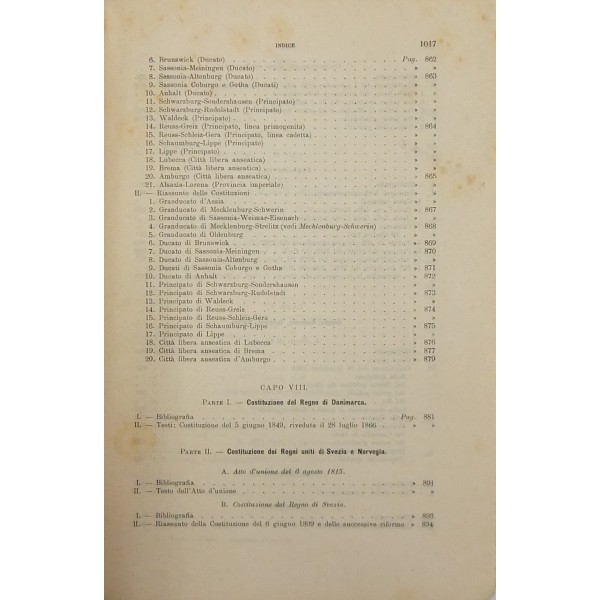 INDICE 1017
6. Brunswick (Ducato) . . . Pag. 862
7. Sassonia-Meiningen (Ducato) . . . » »
8. Sassonia-Altenburg (Ducato) . . . » 863
9. Sassonia Coburgo e Gotha (Ducati) . . . » »
10. Anhalt (Ducato) . . . » »
11. Schwarzburg-Sondershausen (Principato) . . . » »
12. Schwarzburg-Rudolstadt (Principato) . . . » »
13. Waldeck (Principato) . . . » »
14. Reuss-Greiz (Principato, linea primogenita) . . . » 864
15. Reuss-Schleiz-Gera (Principato, linea cadetta) . . . » »
16. Schaumburg-Lippe (Principato) . . . » »
17. Lippe (Principato) . . . » »
18. Lubecca (Città libera anseatica) . . . » »
19. Brema (Città libera anseatica) . . . » »
20. Amburgo (Città libera anseatica) . . . » 865
21. Alsazia-Lorena (Provincia imperiale) . . . » »
II. — Riassunto delle Costituzioni . . . » »
1. Granducato d'Assia . . . » »
2. Granducato di Mecklenburg-Schwerin . . . » 867
3. Granducato di Sassonia-Weimar-Eisenach . . . » »
4. Granducato di Mecklenburg-Strelitz (vedi Mecklenburg-Schwerin) . . . » 868
5. Granducato di Oldenburg . . . » »
6. Ducato di Brunswick . . . » 869
7. Ducato di Sassonia-Meiningen . . . » 870
8. Ducato di Sassonia-Altenburg . . . » »
9. Ducati di Sassonia Coburgo e Gotha . . . » 871
10. Ducato di Anhalt . . . » 872
11. Principato di Schwarzburg-Sondershausen . . . » »
12. Principato di Schwarzburg-Rudolstadt . . . » 873
13. Principato di Waldeck . . . » »
14. Principato di Reuss-Greis . . . » 874
15. Principato di Reuss-Schleis-Gera . . . » »
16. Principato di Schaumburg-Lippe . . . » 875
17. Principato di Lippe . . . » »
18. Città libera anseatica di Lubecca . . . » 876
19. Città libera anseatica di Brema . . . » 877
20. Città libera anseatica d'Amburgo . . . » 879
CAPO VIII.
PARTE I. — Costituzione del Regno di Danimarca.
I. — Bibliografia . . . Pag. 881
II. — Testi: Costituzione del 5 giugno 1849, riveduta il 28 luglio 1866 . . . » »
PARTE II. — Costituzione dei Regni uniti di Svezia e Norvegia.
A. Atto d'unione del 6 agosto 1815.
I. — Bibliografia . . . » 891
II. — Testo dell'Atto d'unione . . . » »
B. Costituzione del Regno di Svezia.
I. — Bibliografia . . . » 893
II. — Riassunto della Costituzione del 6 giugno 1809 e delle successive riforme . . . » 894